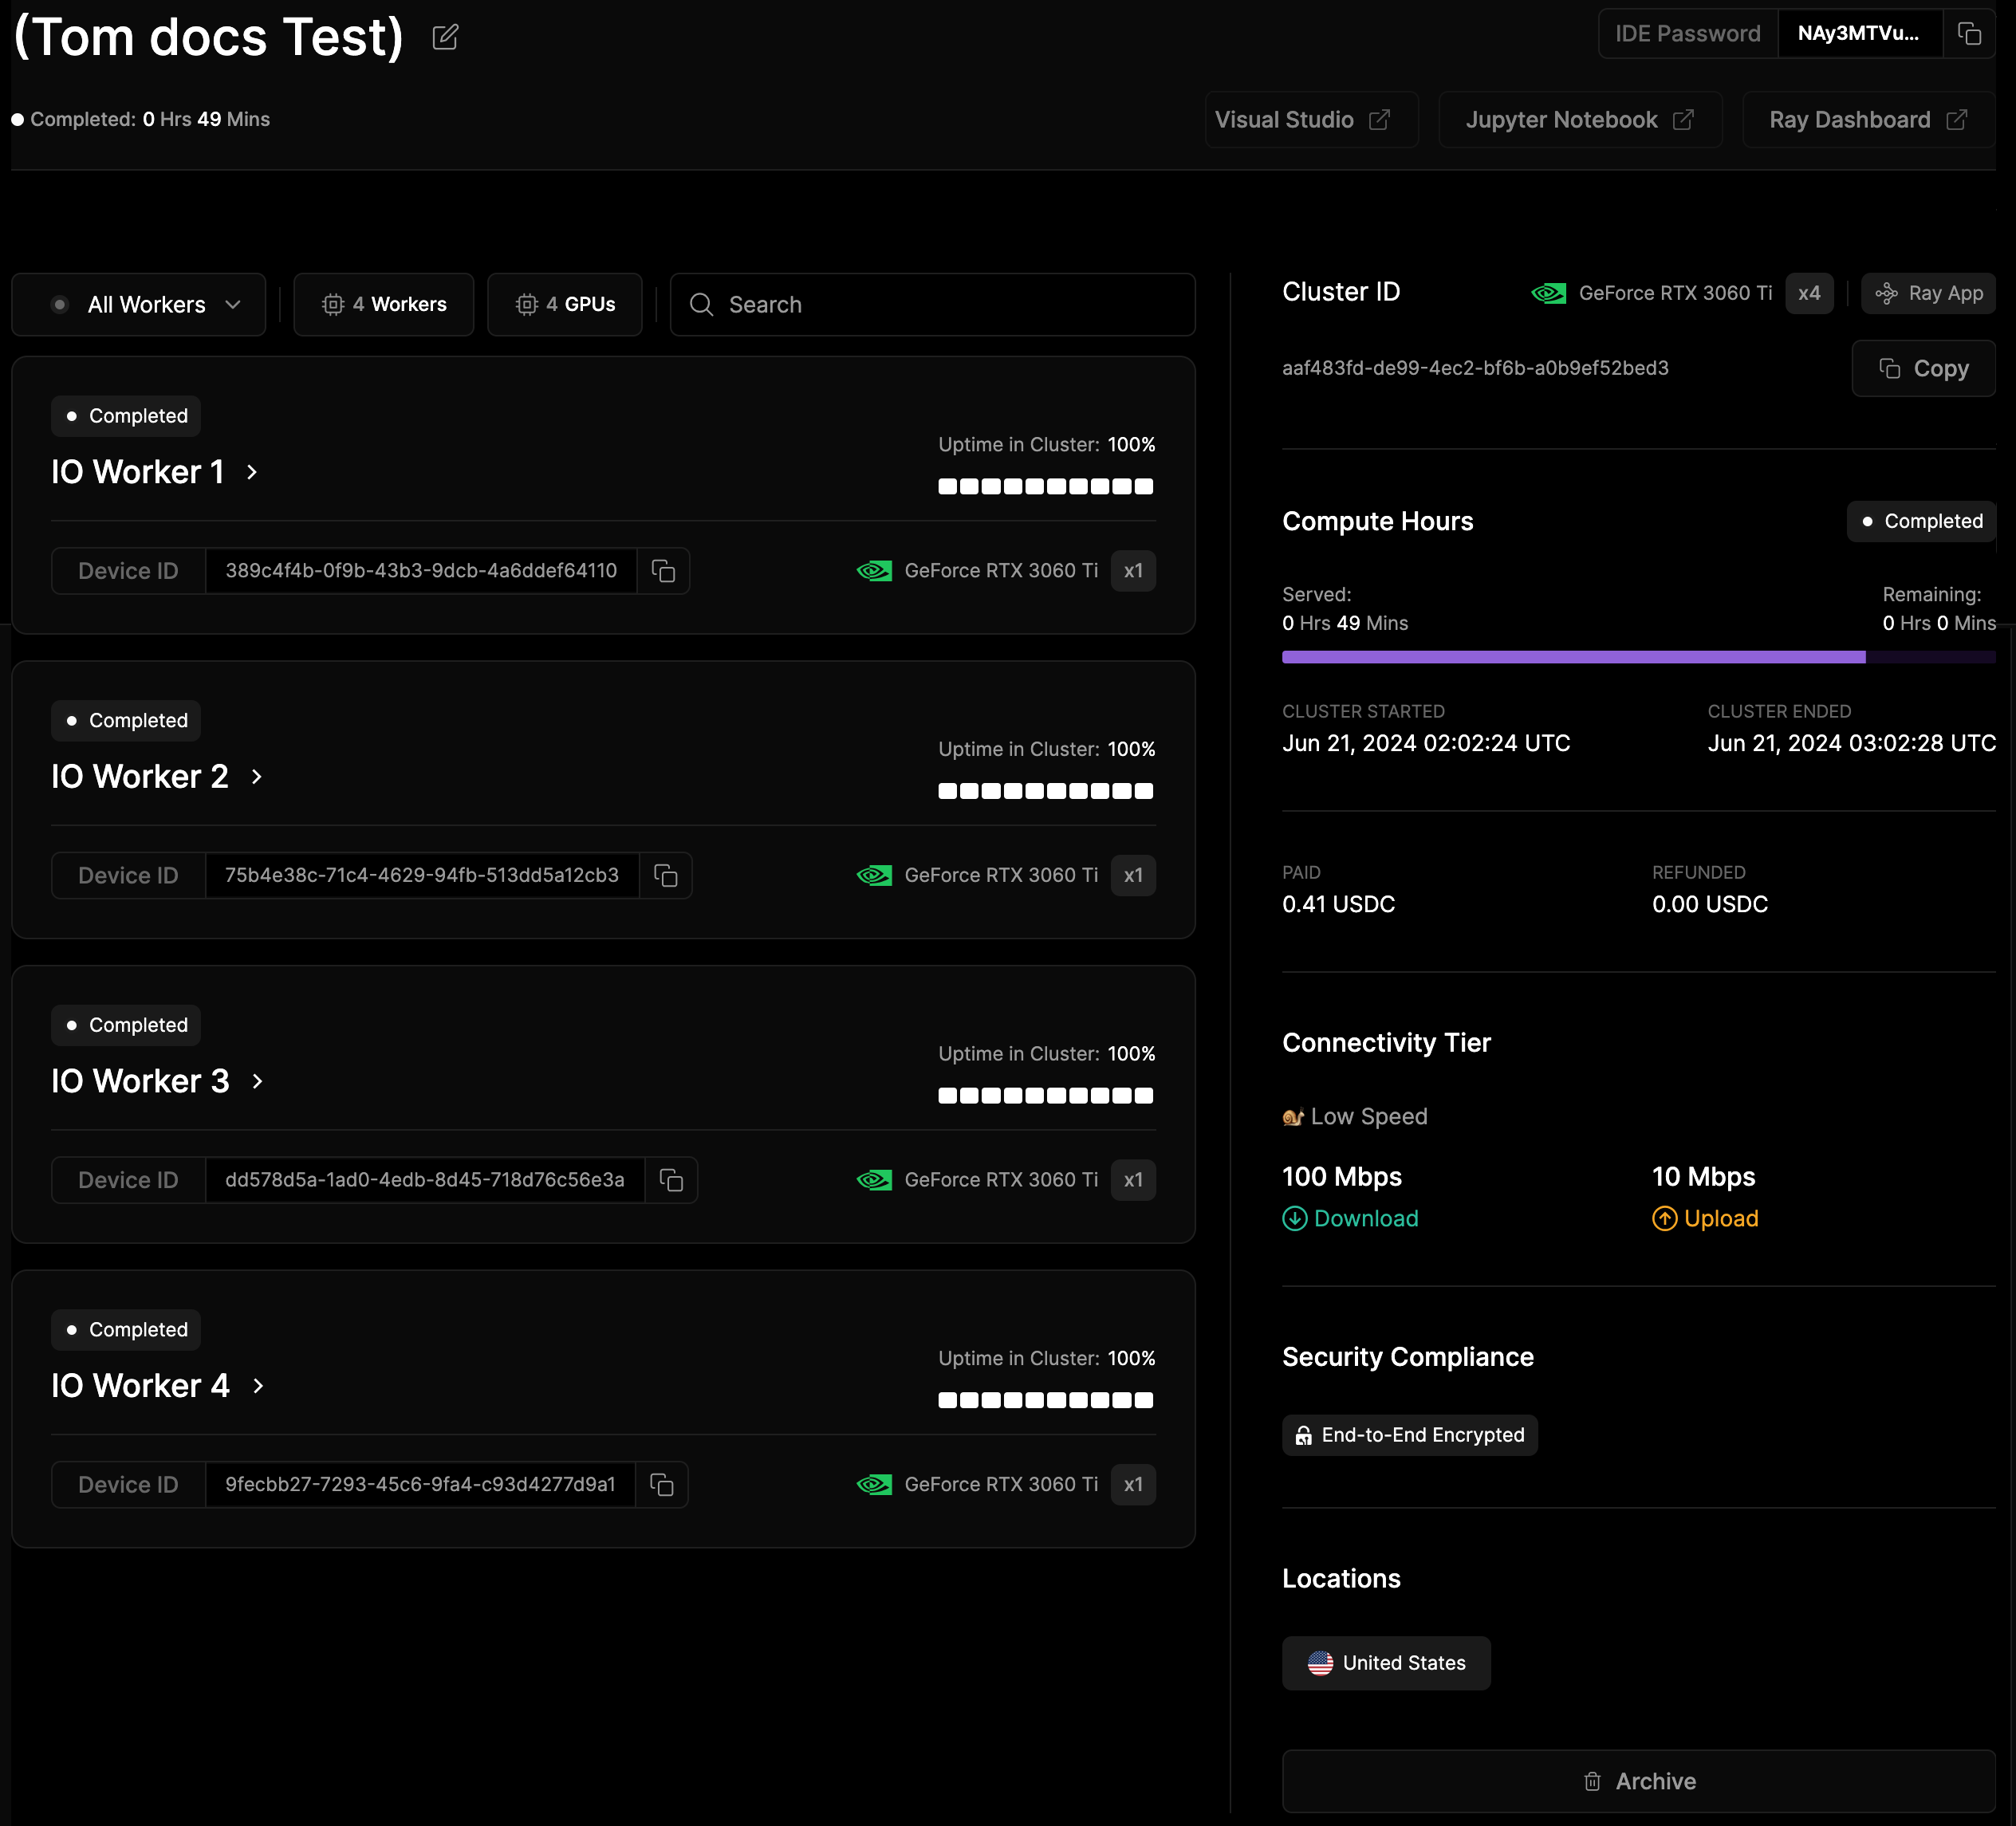 (Tom docs Test)
IDE Password NAy3MTVu...
Completed: 0 Hrs 49 Mins
Visual Studio
Jupyter Notebook
Ray Dashboard
All Workers
4 Workers
4 GPUs
Search
Completed
IO Worker 1
Uptime in Cluster: 100%
Device ID 389c4f4b-0f9b-43b3-9dcb-4a6ddef64110
GeForce RTX 3060 Ti x1
Completed
IO Worker 2
Uptime in Cluster: 100%
Device ID 75b4e38c-71c4-4629-94fb-513dd5a12cb3
GeForce RTX 3060 Ti x1
Completed
IO Worker 3
Uptime in Cluster: 100%
Device ID dd578d5a-1ad0-4edb-8d45-718d76c56e3a
GeForce RTX 3060 Ti x1
Completed
IO Worker 4
Uptime in Cluster: 100%
Device ID 9fecbb27-7293-45c6-9fa4-c93d4277d9a1
GeForce RTX 3060 Ti x1
Cluster ID
GeForce RTX 3060 Ti x4
Ray App
aaf483fd-de99-4ec2-bf6b-a0b9ef52bed3
Copy
Compute Hours
Completed
Served:
0 Hrs 49 Mins
Remaining:
0 Hrs 0 Mins
CLUSTER STARTED
Jun 21, 2024 02:02:24 UTC
CLUSTER ENDED
Jun 21, 2024 03:02:28 UTC
PAID
0.41 USDC
REFUNDED
0.00 USDC
Connectivity Tier
🐌 Low Speed
100 Mbps
Download
10 Mbps
Upload
Security Compliance
End-to-End Encrypted
Locations
United States
Archive